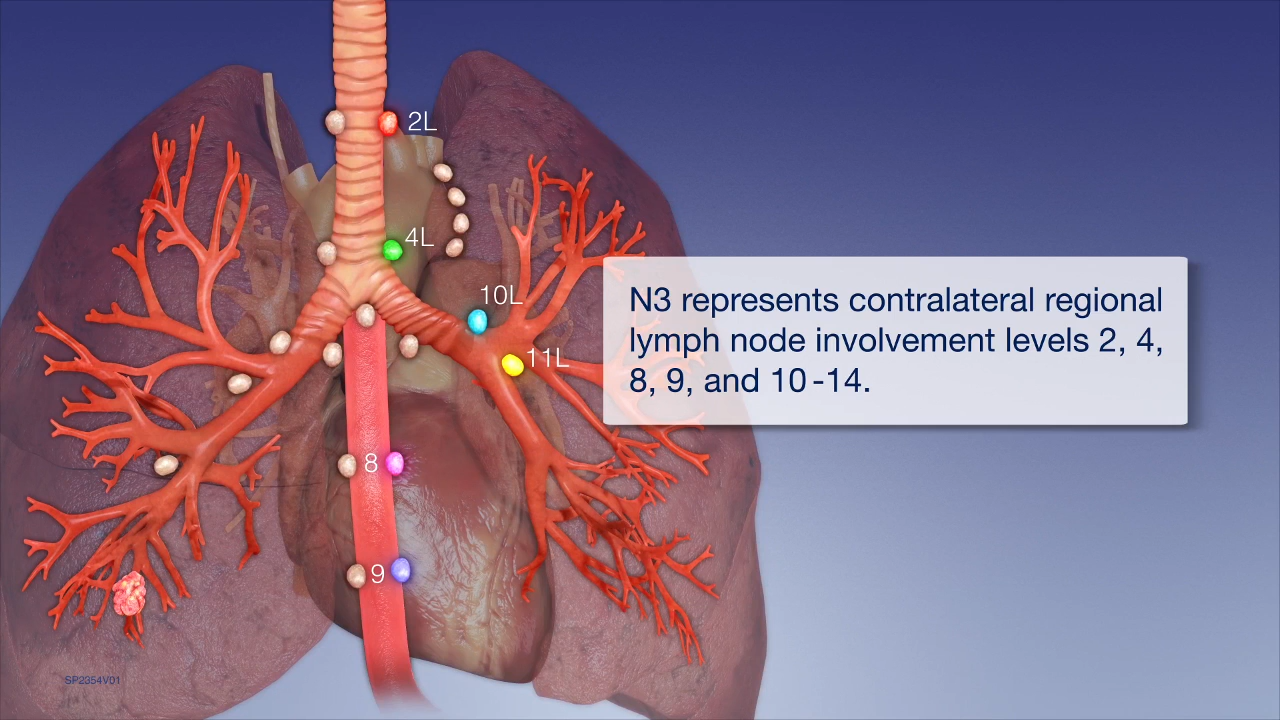 2L
4L
10L
11L
N3 represents contralateral regional
lymph node involvement levels 2, 4,
8, 9, and 10 -14.
8
9
SP2354V01